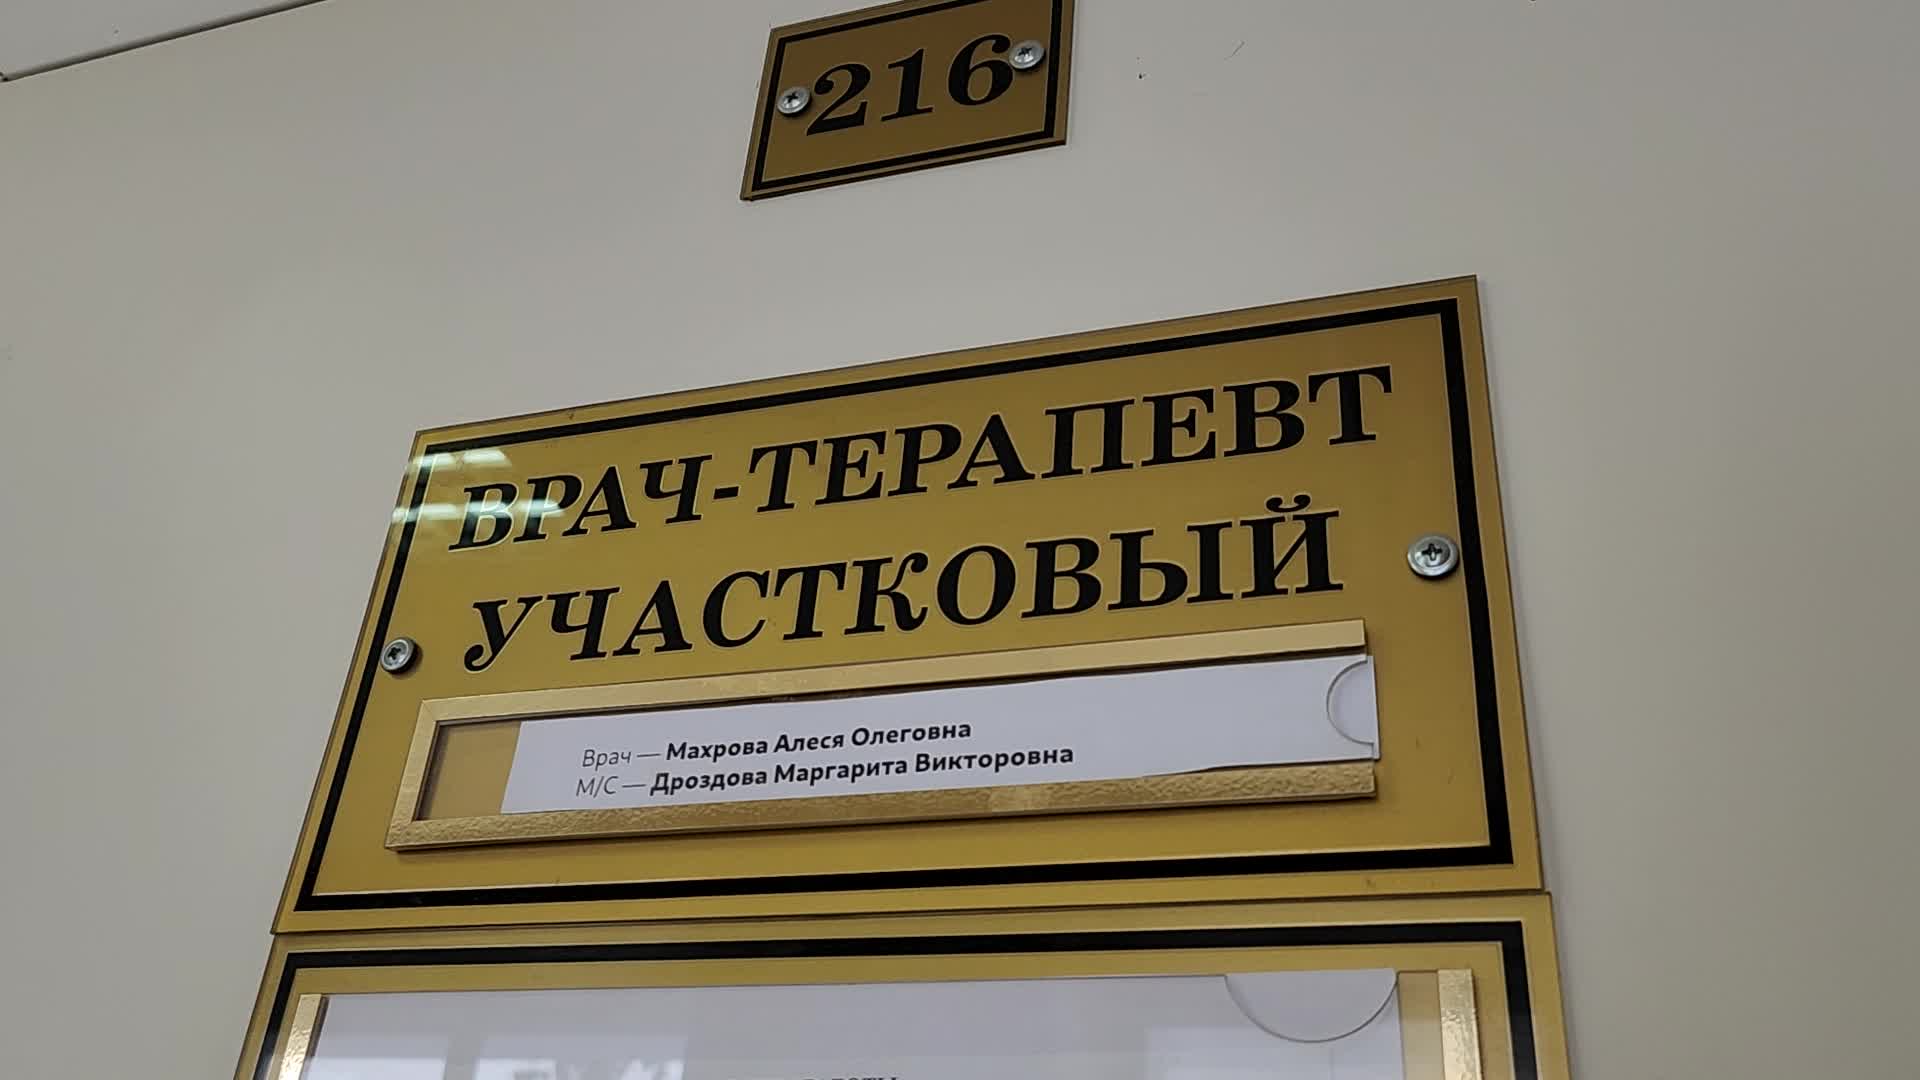 216
ВРАЧ-ТЕРАПЕВТ
УЧАСТКОВЫЙ
Врач — Махрова Алеся Олеговна
М/С — Дроздова Маргарита Викторовна